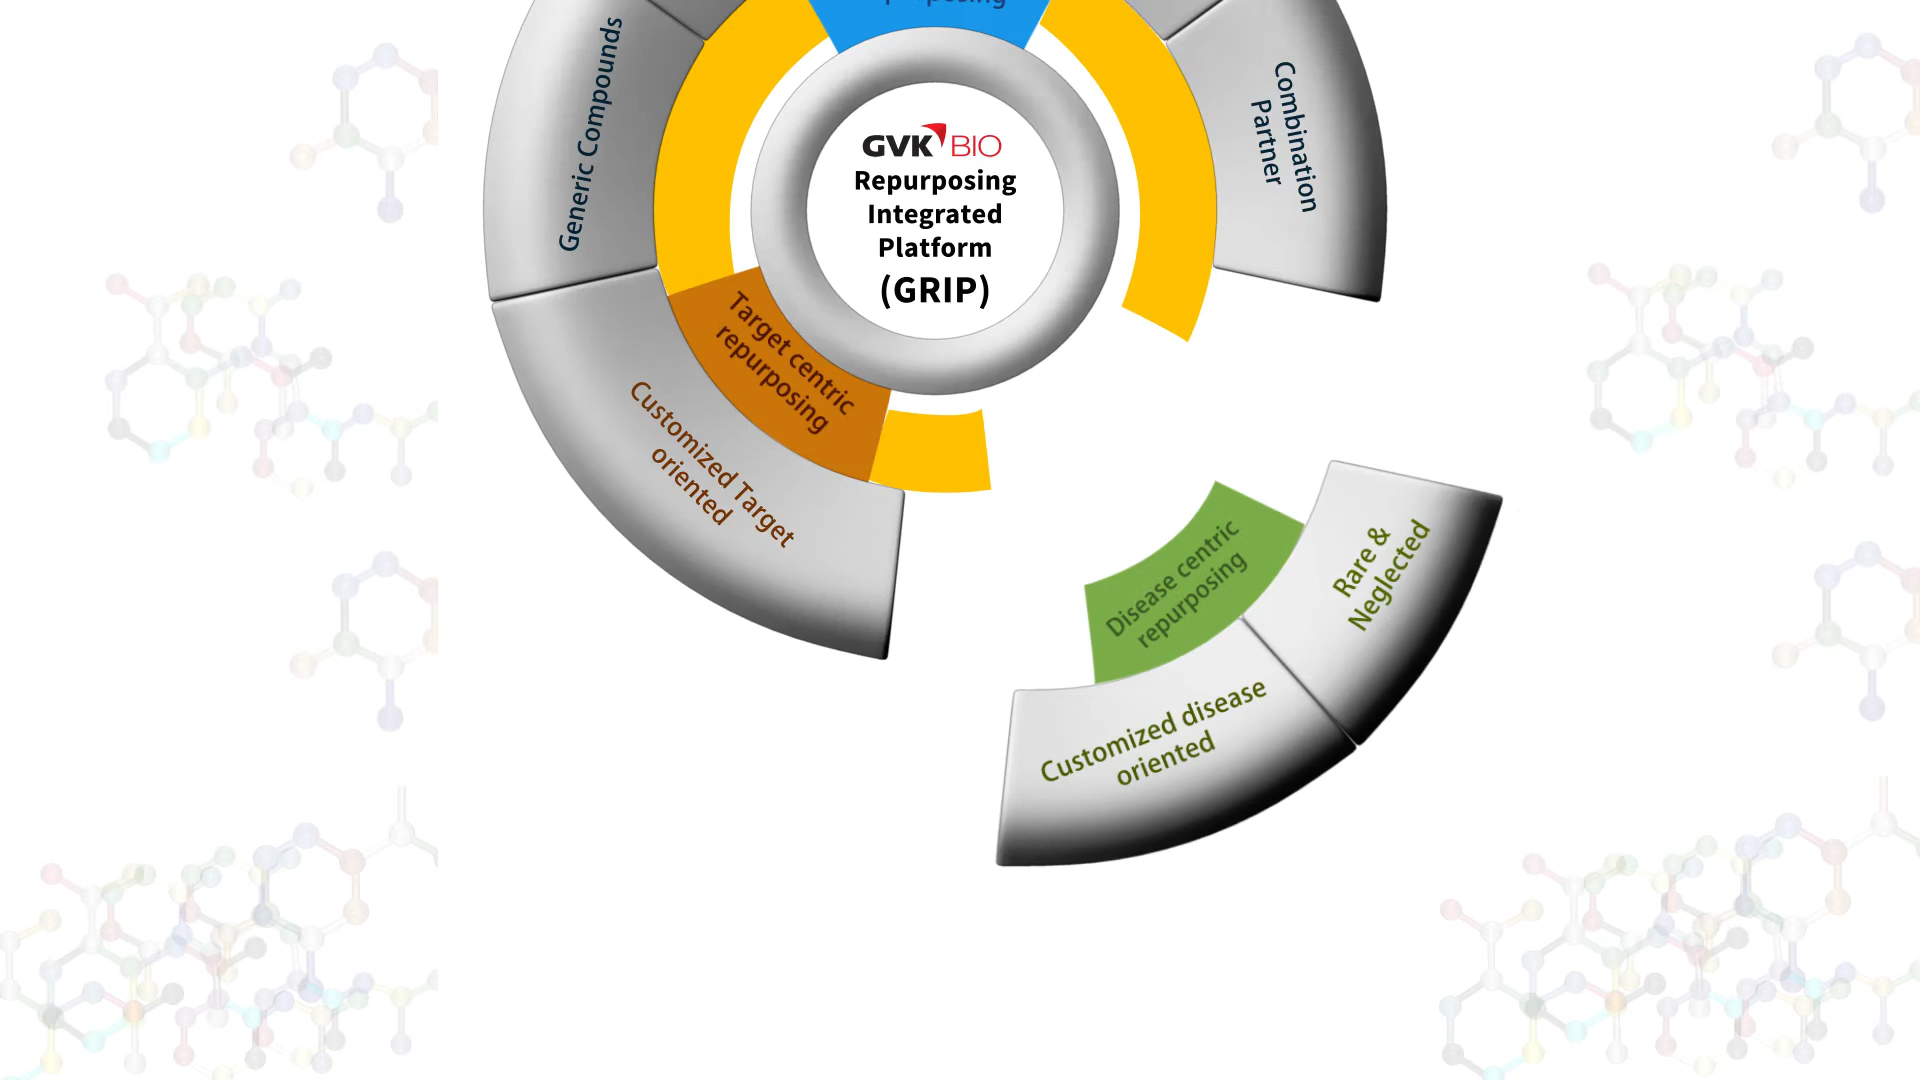 Generic Compounds
Combination
Partner
GVK BIO
Repurposing
Integrated
Platform
(GRIP)
Target centric
repurposing
Customized Target
oriented
Disease centric
repurposing
Rare &
Neglected
Customized disease
oriented